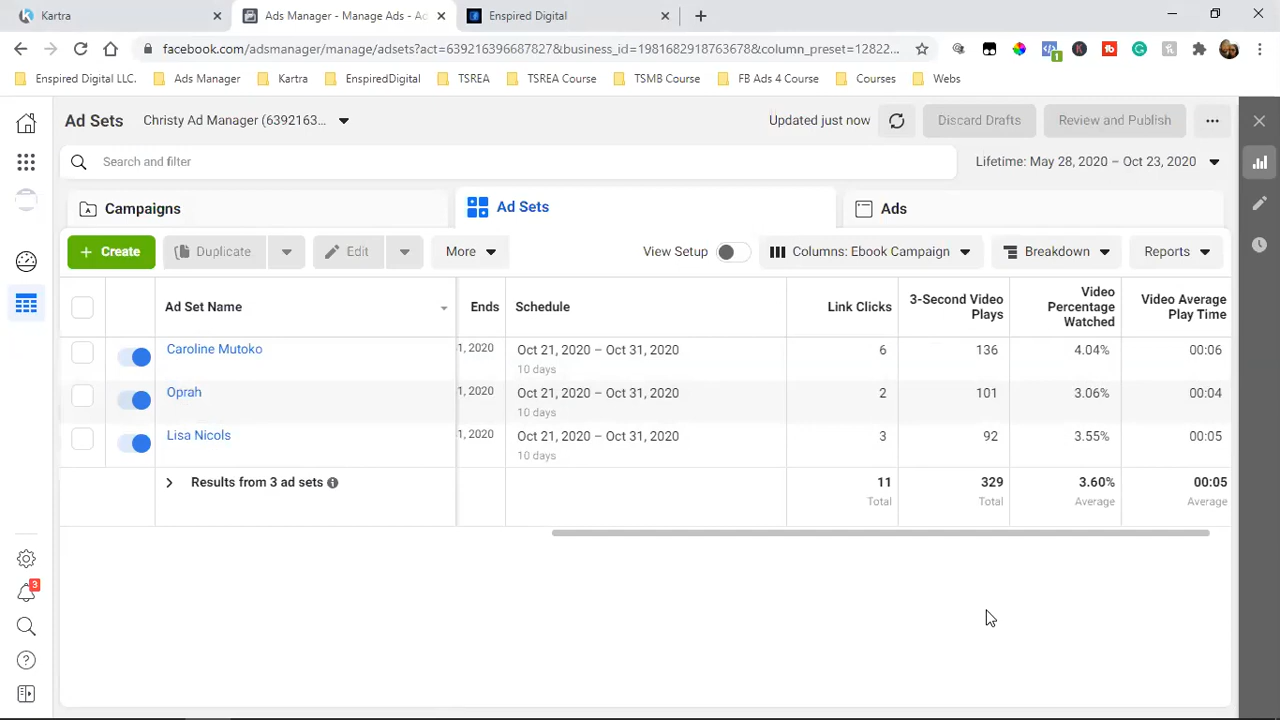 Kartra
Ads Manager - Manage Ads - Ac
Enspired Digital
facebook.com/adsmanager/manage/adsets?act=639216396687827&business_id=1981682918763678&column_preset=12822...
1
Enspired Digital LLC.
Ads Manager
Kartra
EnspiredDigital
TSREA
TSREA Course
TSMB Course
FB Ads 4 Course
Courses
Webs
Ad Sets
Christy Ad Manager (6392163...
Updated just now
Discard Drafts
Review and Publish
Search and filter
Lifetime: May 28, 2020 – Oct 23, 2020
Campaigns
Ad Sets
Ads
+ Create
Duplicate
Edit
More
View Setup
Columns: Ebook Campaign
Breakdown
Reports
Ad Set Name
Ends
Schedule
Link Clicks
3-Second Video Plays
Video Percentage Watched
Video Average Play Time
Caroline Mutoko
1, 2020
Oct 21, 2020 – Oct 31, 2020
10 days
6
136
4.04%
00:06
Oprah
1, 2020
Oct 21, 2020 – Oct 31, 2020
10 days
2
101
3.06%
00:04
Lisa Nicols
1, 2020
Oct 21, 2020 – Oct 31, 2020
10 days
3
92
3.55%
00:05
Results from 3 ad sets
11
Total
329
Total
3.60%
Average
00:05
Average
3